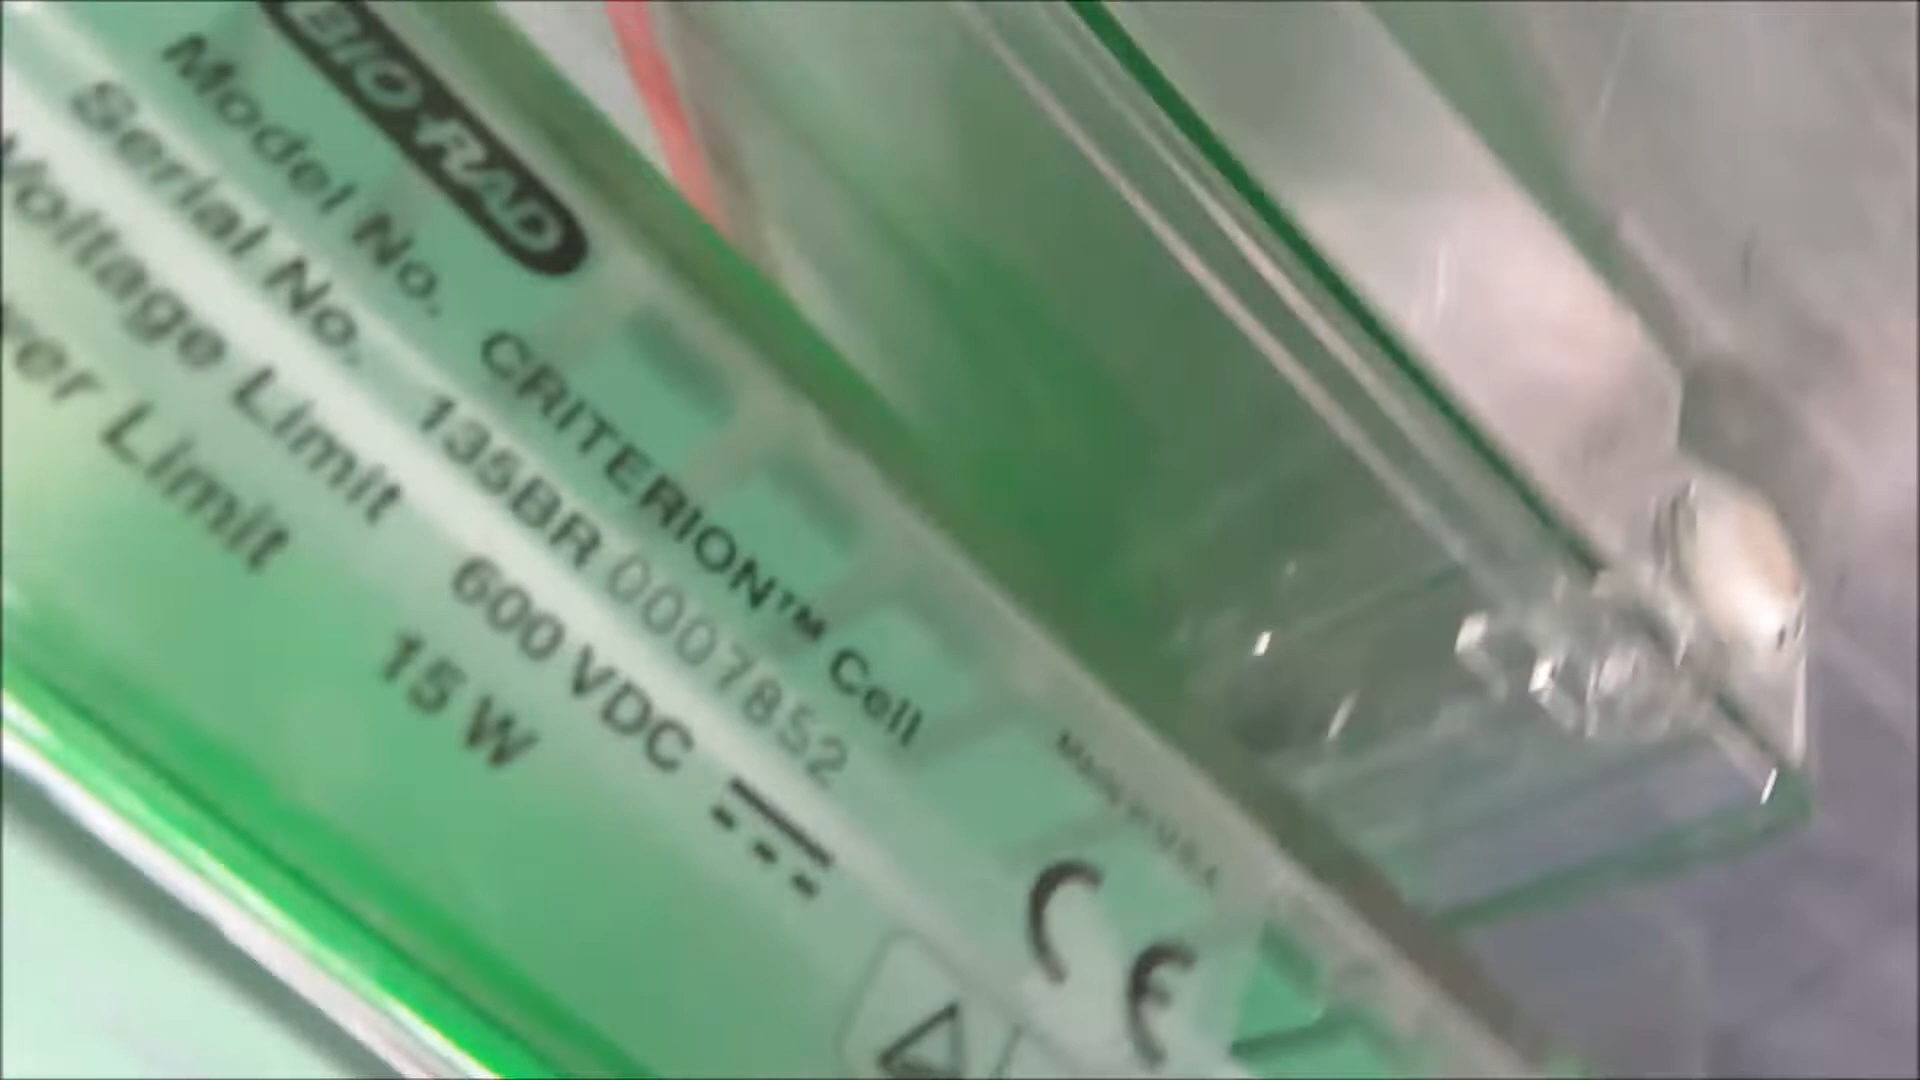 BIO-RAD
Model No. CRITERION™ Cell
Serial No. 135BR 0007852
Voltage Limit 600 VDC
Limit 15 W
CE